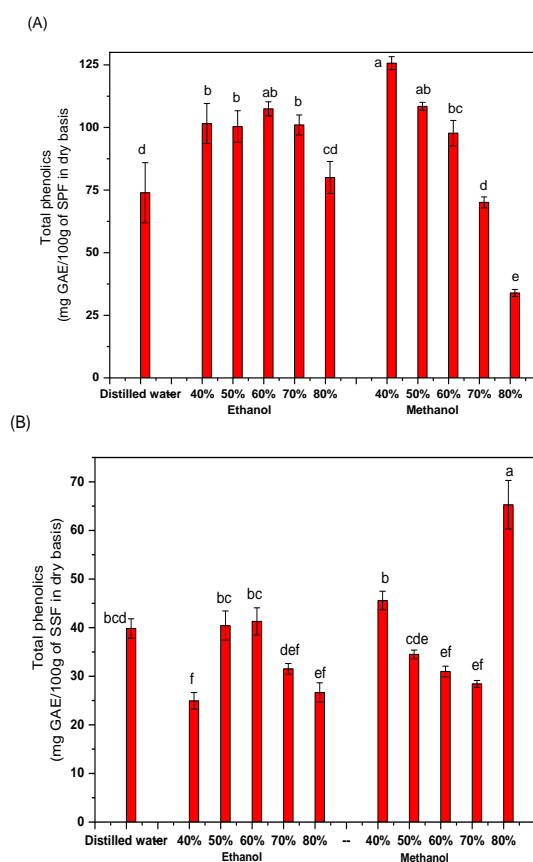 (A)
Total phenolics
(mg GAE/100g of SPF in dry basis)
125
100
75
50
25
0
d
b
b
ab
b
cd
a
ab
bc
d
e
Distilled water -- 40% 50% 60% 70% 80% 40% 50% 60% 70% 80%
Ethanol Methanol
(B)
Total phenolics
(mg GAE/100g of SSF in dry basis)
70
60
50
40
30
20
10
0
bcd
f
bc
bc
def
ef
b
cde
ef
ef
a
Distilled water 40% 50% 60% 70% 80% -- 40% 50% 60% 70% 80%
Ethanol Methanol